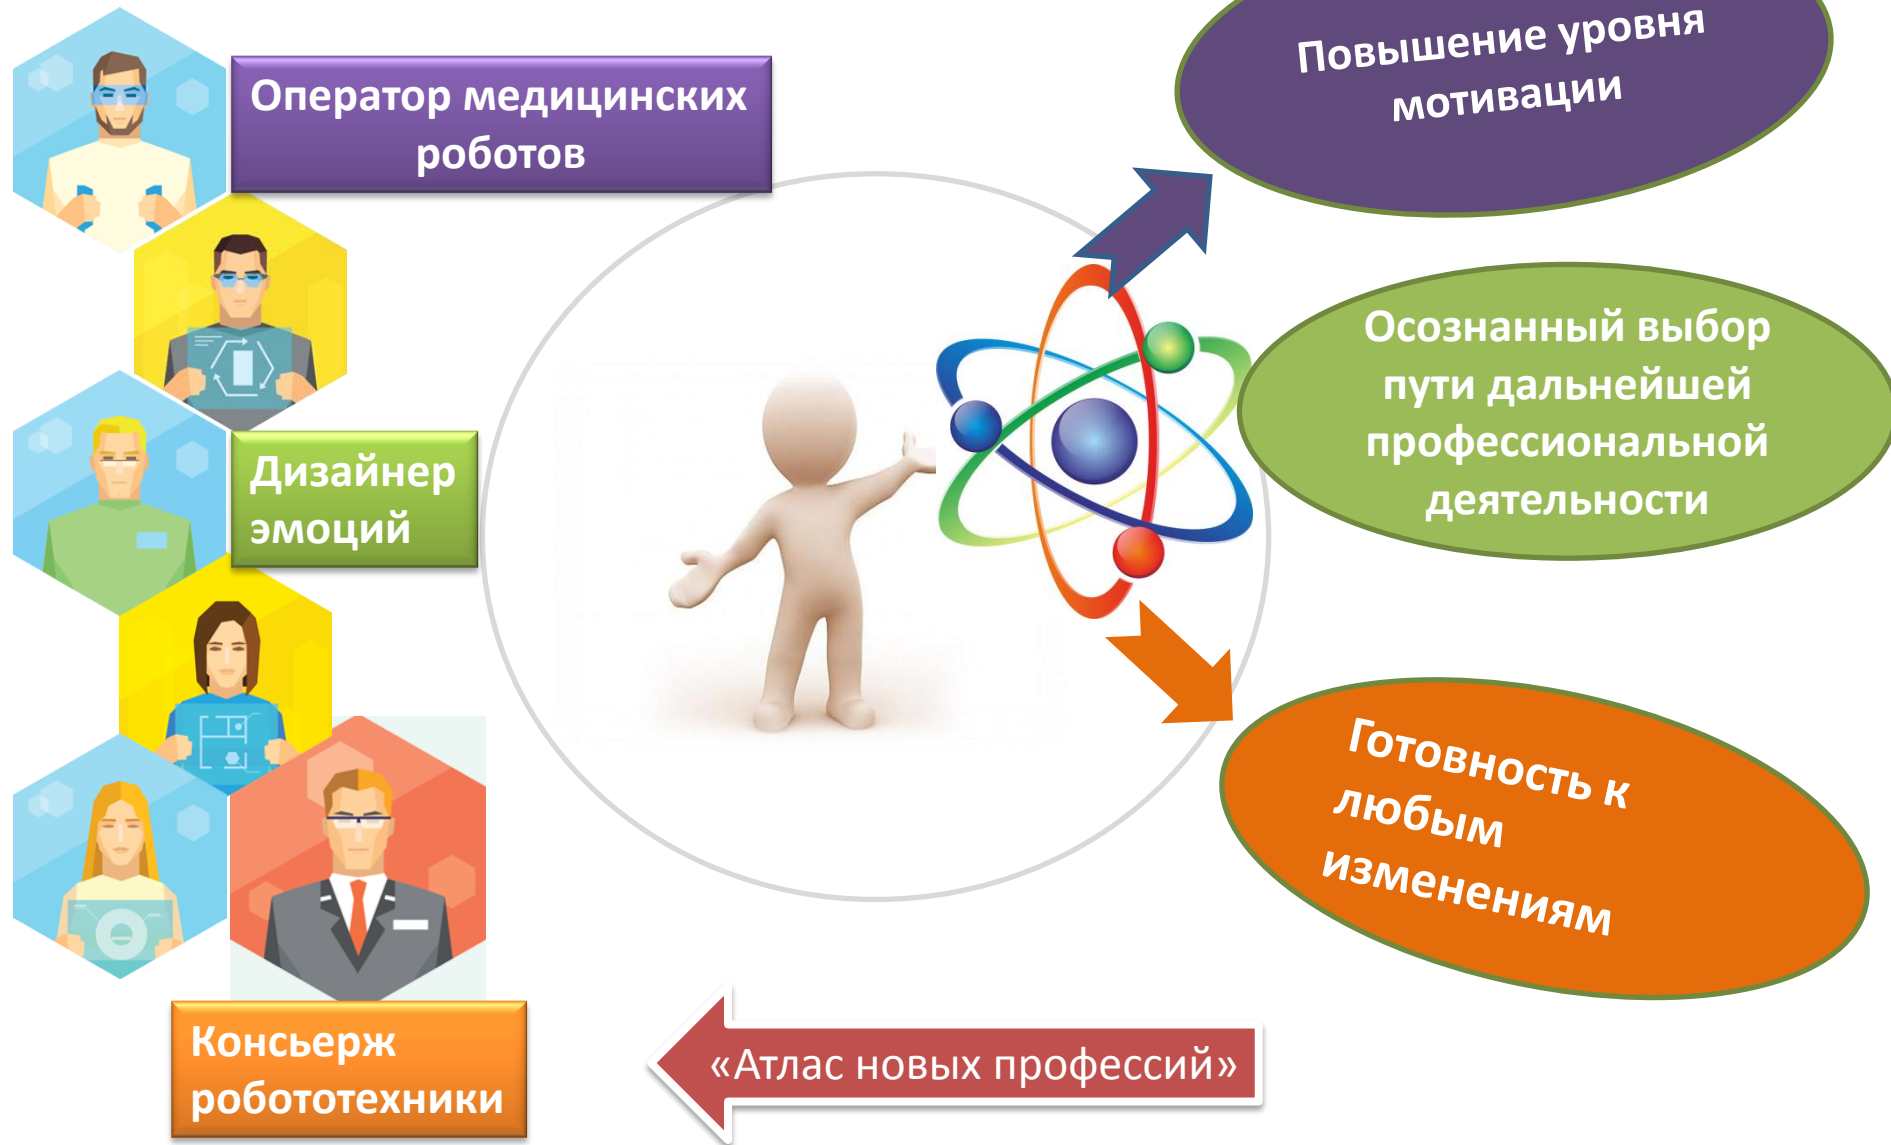 Оператор медицинских
роботов
Дизайнер
эмоций
Консьерж
робототехники
Повышение уровня
мотивации
Осознанный выбор
пути дальнейшей
профессиональной
деятельности
Готовность к
любым
изменениям
«Атлас новых профессий»